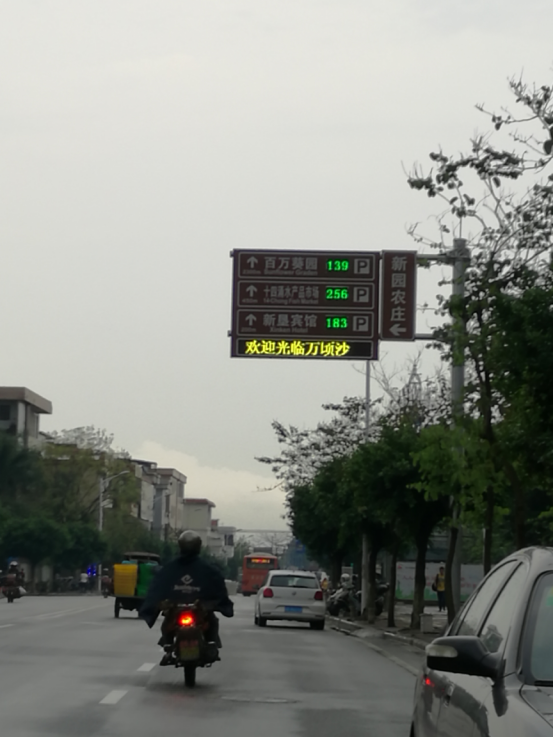 百万葵园 139 P
十四涌水产品市场 256 P
新垦宾馆 183 P
欢迎光临万顷沙
新园农庄